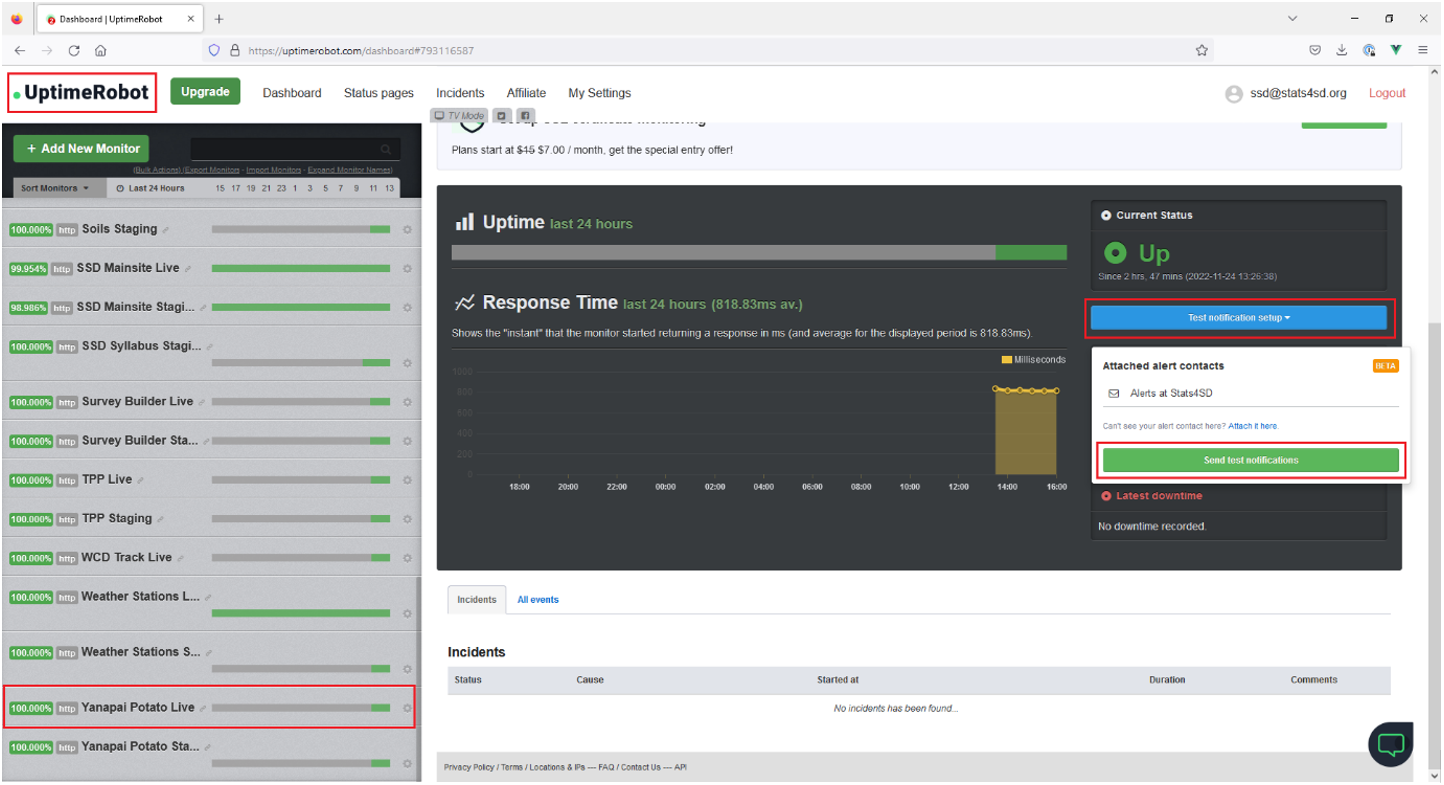 Dashboard | UptimeRobot
https://uptimerobot.com/dashboard#793116587
UptimeRobot
Upgrade
Dashboard
Status pages
Incidents
Affiliate
My Settings
ssd@stats4sd.org
Logout
TV Mode
+ Add New Monitor
(Bulk Actions) (Export Monitors - Import Monitors - Expand Monitor Names)
Sort Monitors
Last 24 Hours
15 17 19 21 23 1 3 5 7 9 11 13
100.000% http Soils Staging
99.954% http SSD Mainsite Live
98.986% http SSD Mainsite Stagi...
100.000% http SSD Syllabus Stagi...
100.000% http Survey Builder Live
100.000% http Survey Builder Sta...
100.000% http TPP Live
100.000% http TPP Staging
100.000% http WCD Track Live
100.000% http Weather Stations L...
100.000% http Weather Stations S...
100.000% http Yanapai Potato Live
100.000% http Yanapai Potato Sta...
Plans start at $15 $7.00 / month, get the special entry offer!
Uptime last 24 hours
Response Time last 24 hours (818.83ms av.)
Shows the "instant" that the monitor started returning a response in ms (and average for the displayed period is 818.83ms).
Milliseconds
1000
800
600
400
200
0
18:00 20:00 22:00 00:00 02:00 04:00 06:00 08:00 10:00 12:00 14:00 16:00
Current Status
Up
Since 2 hrs, 47 mins (2022-11-24 13:26:38)
Test notification setup
Attached alert contacts
BETA
Alerts at Stats4SD
Can't see your alert contact here? Attach it here.
Send test notifications
Latest downtime
No downtime recorded.
Incidents
All events
Incidents
Status Cause Started at Duration Comments
No incidents has been found...
Privacy Policy / Terms / Locations & IPs — FAQ / Contact Us — API